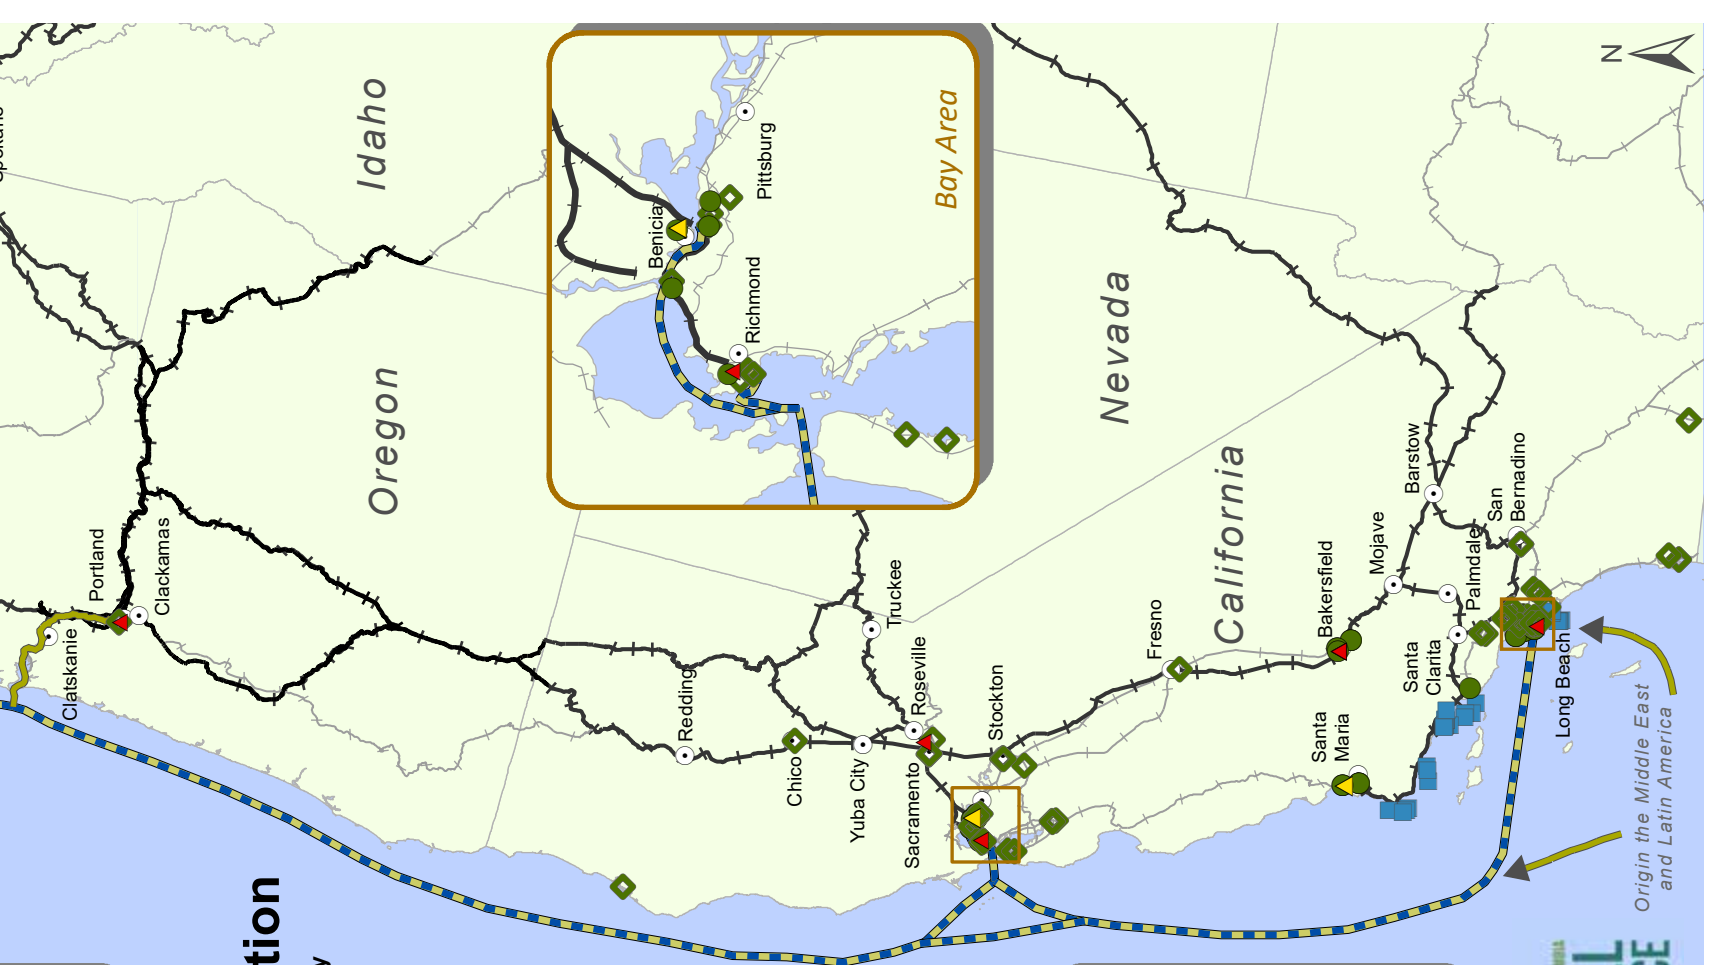 Idaho
Oregon
Nevada
California
Portland
Clackamas
Clatskanie
Redding
Chico
Yuba City
Truckee
Roseville
Sacramento
Stockton
Fresno
Bakersfield
Mojave
Barstow
San
Bernadino
Palmdale
Santa
Clarita
Santa
Maria
Long Beach
Bay Area
Benicia
Pittsburg
Richmond
N
Origin the Middle East
and Latin America